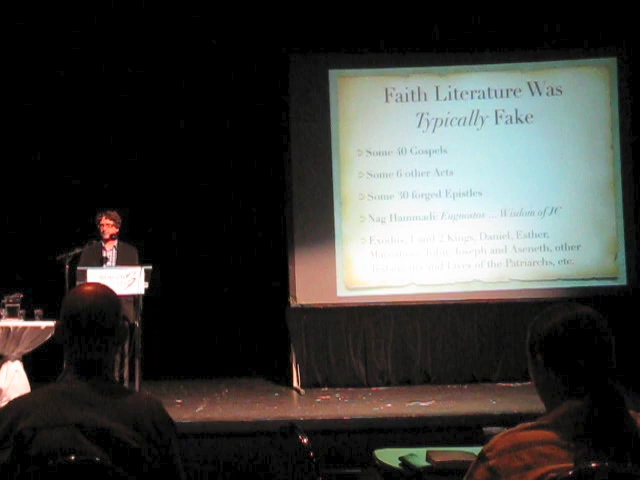 Faith Literature Was
Typically Fake
Some 40 Gospels
Some 6 other Acts
Some 30 forged Epistles
Nag Hammadi: Eugnostos ... Wisdom of JC
Exodus, 1 and 2 Kings, Daniel, Esther,
Joseph and Aseneth, other
and Lives of the Patriarchs, etc.